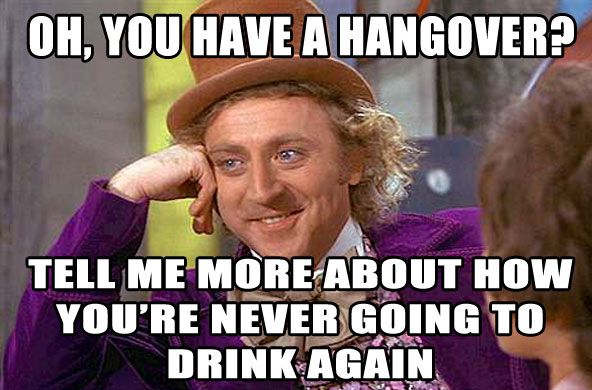 OH, YOU HAVE A HANGOVER?
TELL ME MORE ABOUT HOW
YOU'RE NEVER GOING TO
DRINK AGAIN